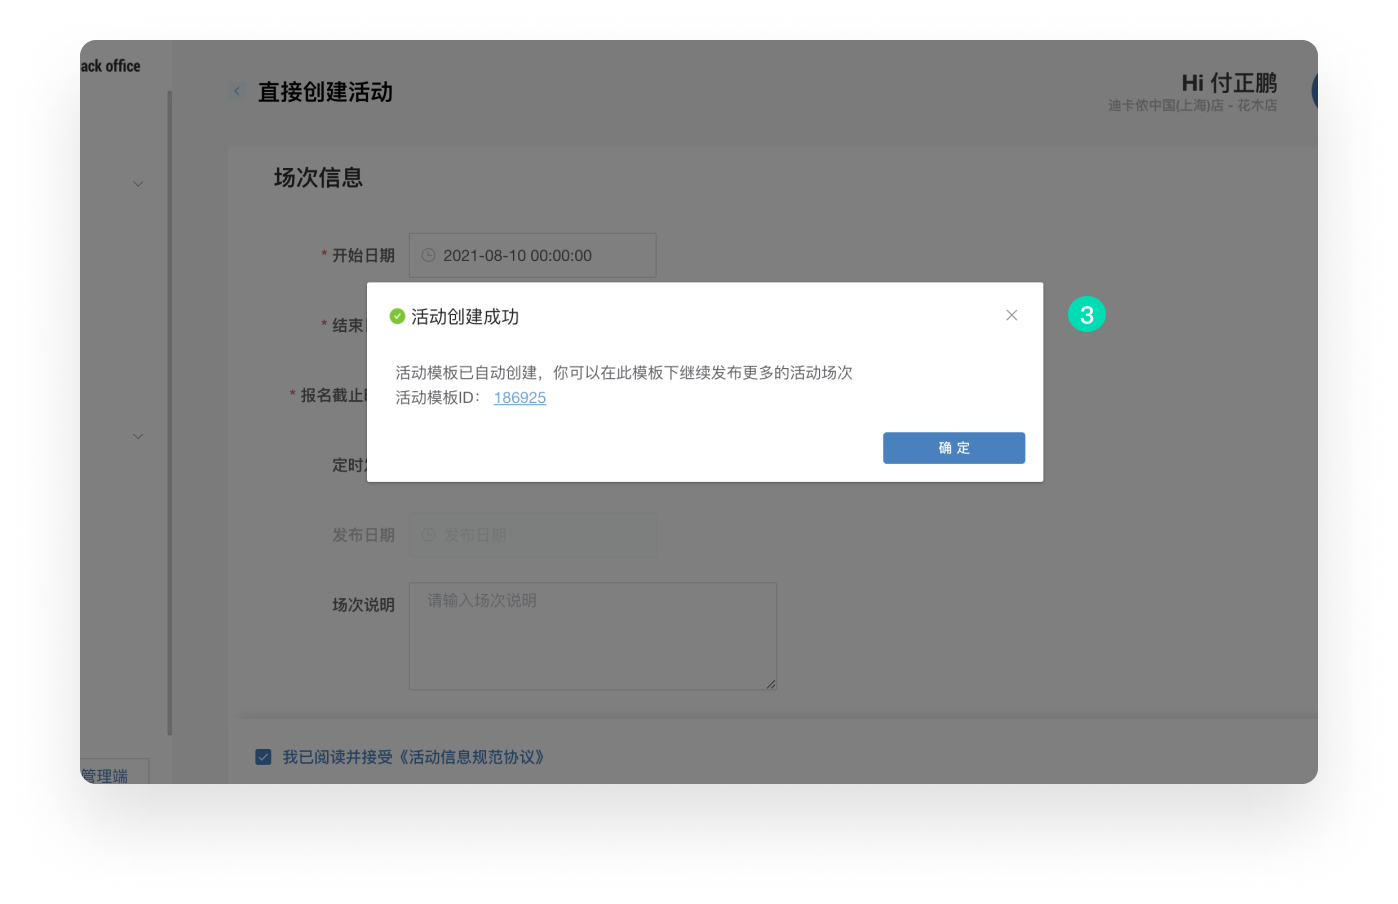 ack office
直接创建活动
Hi 付正鹏
迪卡侬中国(上海)店 - 花木店
场次信息
* 开始日期
2021-08-10 00:00:00
* 结束
活动创建成功
3
活动模板已自动创建，你可以在此模板下继续发布更多的活动场次
* 报名截止
活动模板ID： 186925
确 定
定时
发布日期
发布日期
场次说明
请输入场次说明
我已阅读并接受《活动信息规范协议》
管理端